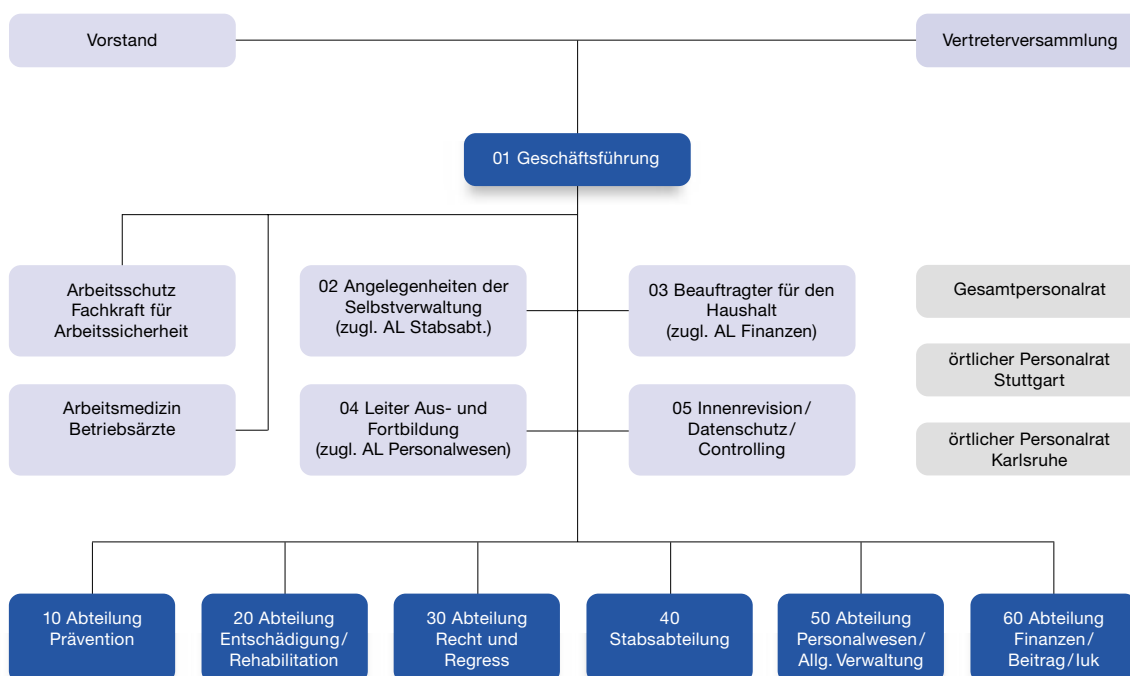 Vorstand
Vertreterversammlung
01 Geschäftsführung
Arbeitsschutz
Fachkraft für
Arbeitssicherheit
02 Angelegenheiten der
Selbstverwaltung
(zugl. AL Stabsabt.)
03 Beauftragter für den
Haushalt
(zugl. AL Finanzen)
Gesamtpersonalrat
örtlicher Personalrat
Stuttgart
Arbeitsmedizin
Betriebsärzte
04 Leiter Aus- und
Fortbildung
(zugl. AL Personalwesen)
05 Innenrevision/
Datenschutz/
Controlling
örtlicher Personalrat
Karlsruhe
10 Abteilung
Prävention
20 Abteilung
Entschädigung/
Rehabilitation
30 Abteilung
Recht und
Regress
40
Stabsabteilung
50 Abteilung
Personalwesen/
Allg. Verwaltung
60 Abteilung
Finanzen/
Beitrag/Iuk